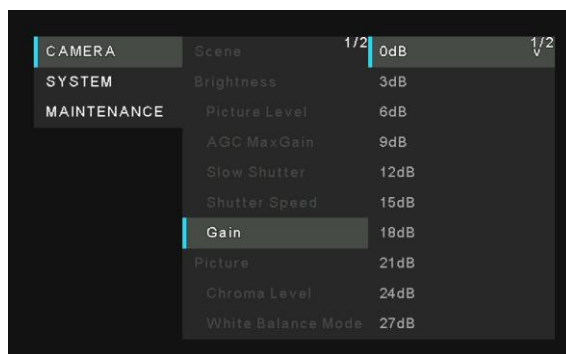 CAMERA
SYSTEM
MAINTENANCE
Scene 1/2
Brightness
Picture Level
AGC MaxGain
Slow Shutter
Shutter Speed
Gain
Picture
Chroma Level
White Balance Mode
0dB 1/2
3dB
6dB
9dB
12dB
15dB
18dB
21dB
24dB
27dB